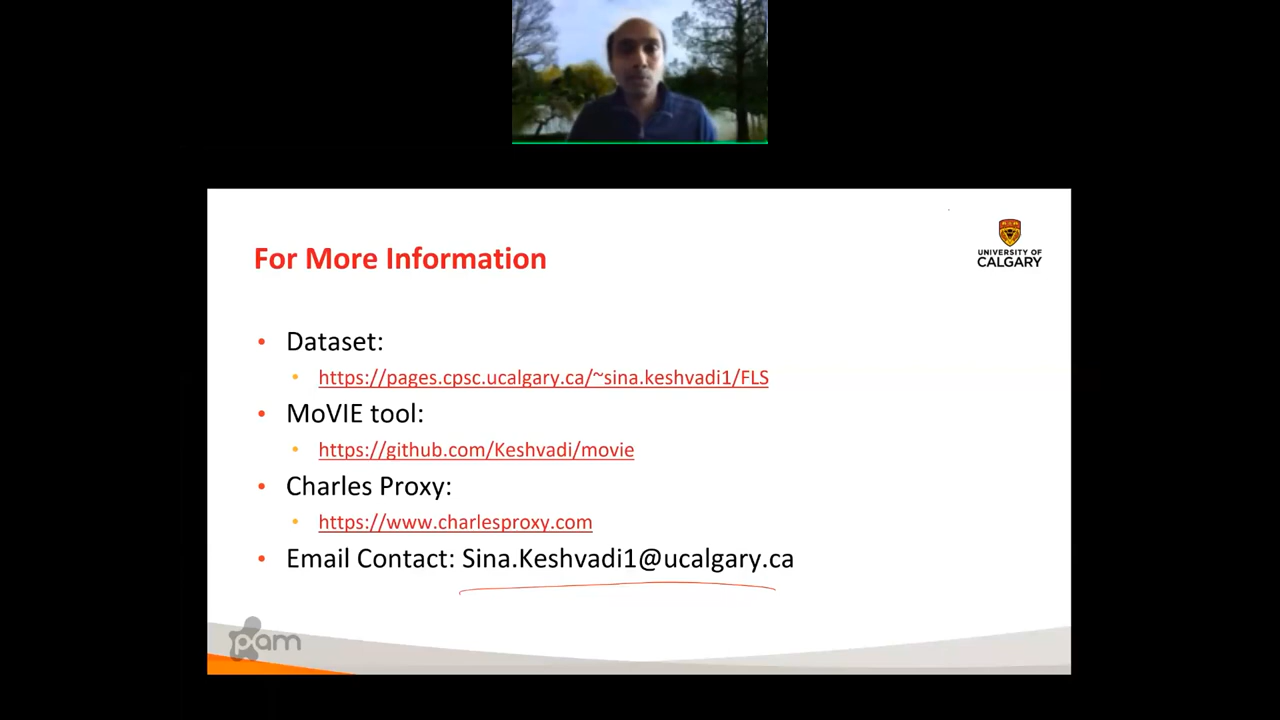 For More Information
UNIVERSITY OF
CALGARY
• Dataset:
• https://pages.cpsc.ucalgary.ca/~sina.keshvadi1/FLS
• MoVIE tool:
• https://github.com/Keshvadi/movie
• Charles Proxy:
• https://www.charlesproxy.com
• Email Contact: Sina.Keshvadi1@ucalgary.ca
pam